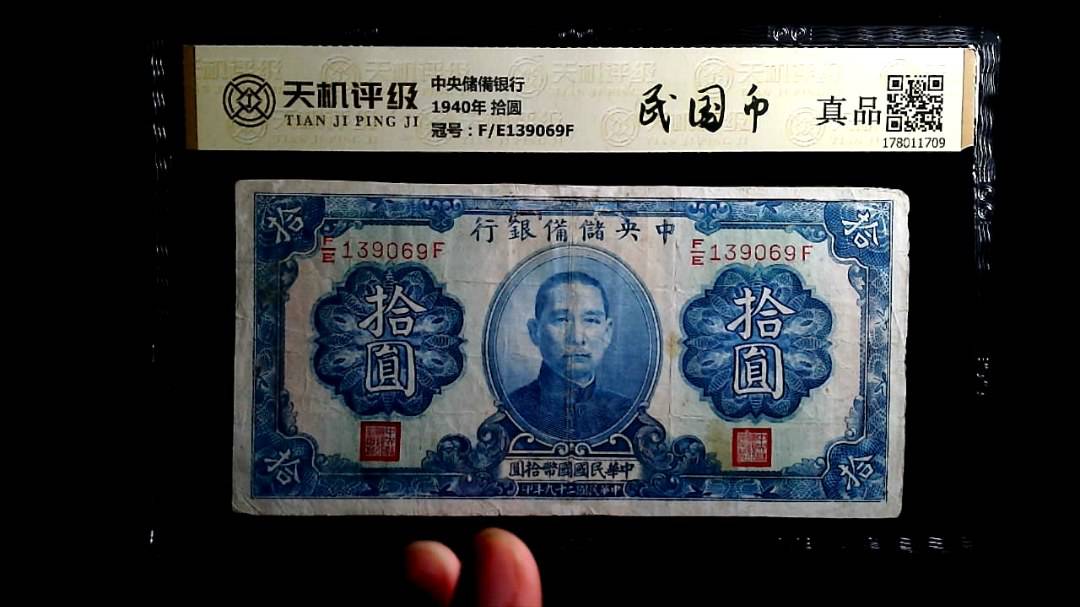 天机评级
TIAN JI PING JI
中央储備银行
1940年 拾圆
冠号：F/E139069F
民国币
真品
178011709
拾
拾
行銀備儲央中
F/E 139069F
F/E 139069F
拾圓
拾圓
圓拾幣國國民華中
印年九十二國民華中
拾
拾